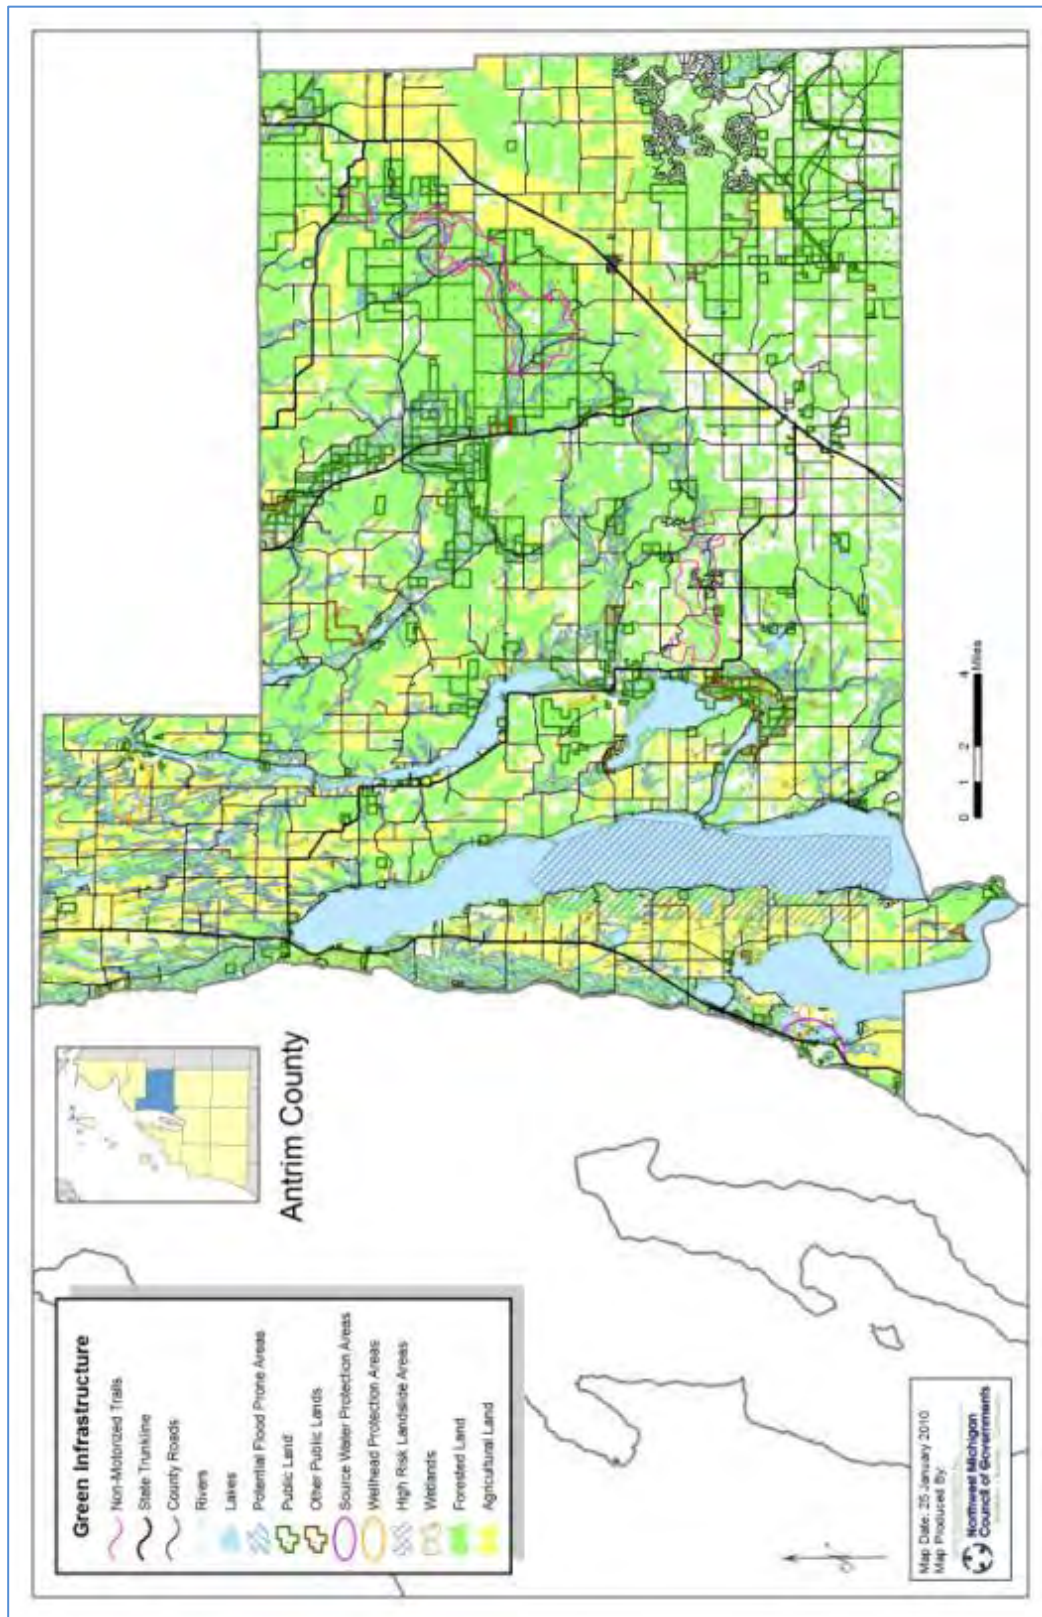 Antrim County
Green Infrastructure
Non-Motorized Trails
State Trunkline
County Roads
Rivers
Lakes
Potential Flood Prone Areas
Public Land
Other Public Lands
Source Water Protection Areas
Wellhead Protection Areas
High Risk Landslide Areas
Wetlands
Forested Land
Agricultural Land
0 1 2 4
Miles
Map Date: 25 January 2010
Map Produced By:
Northwest Michigan
Council of Governments